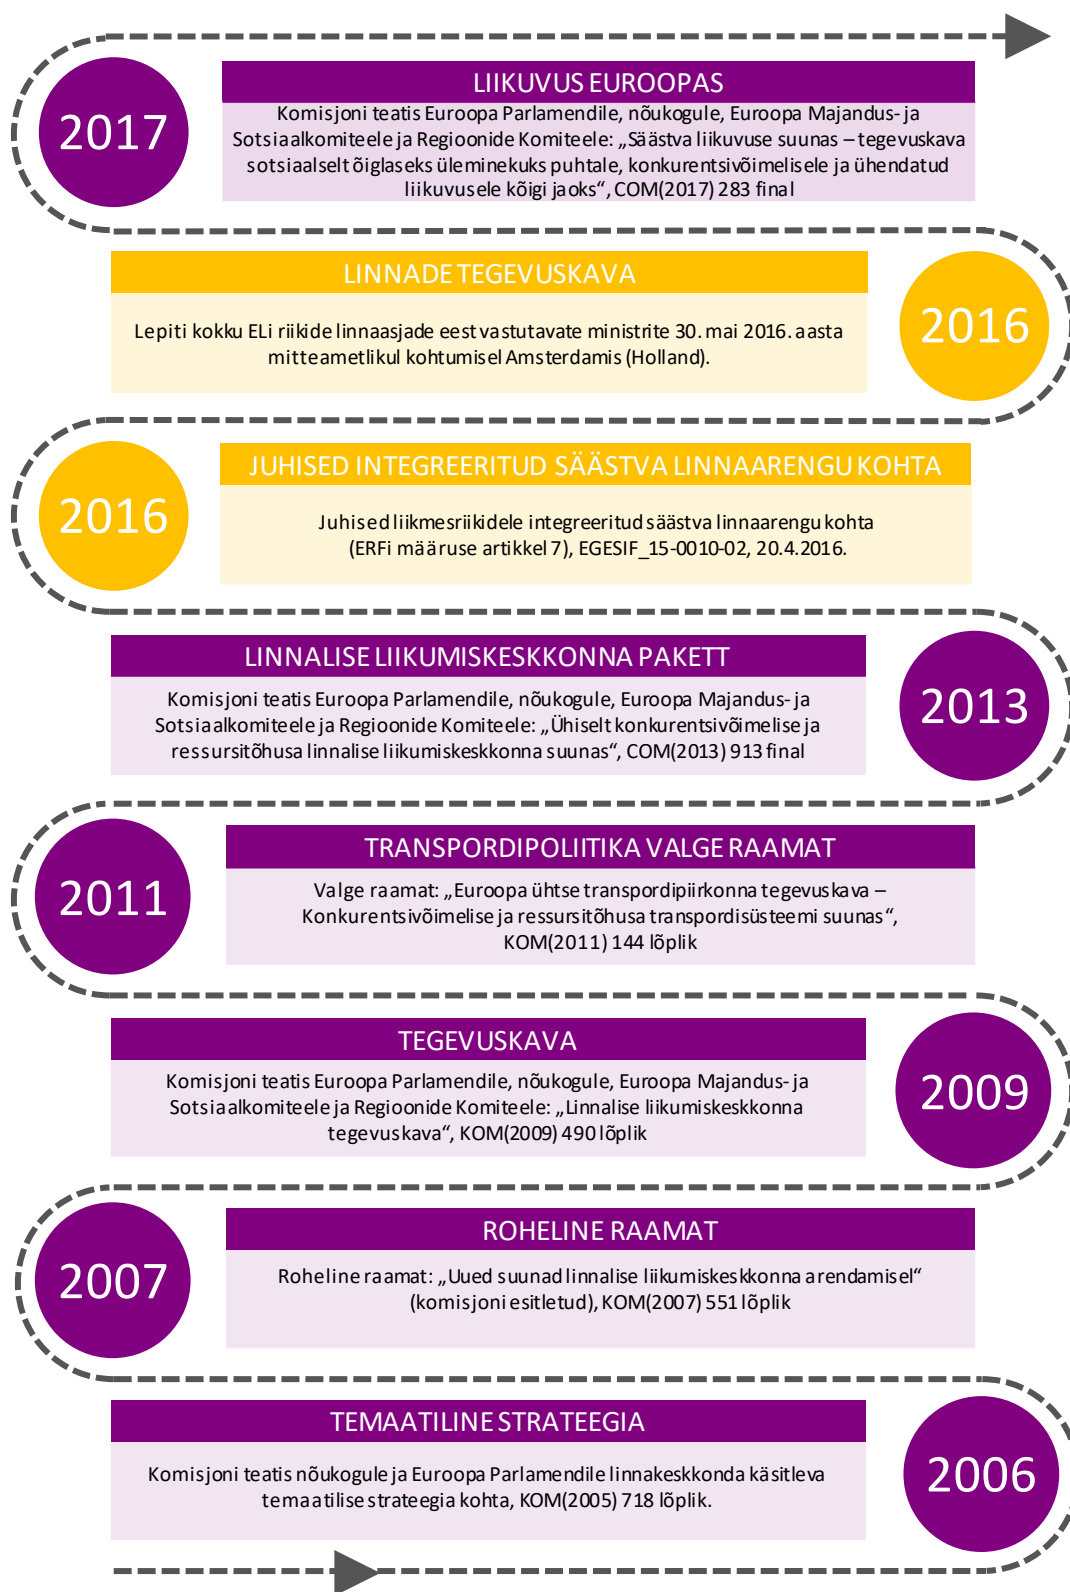 2017
LIIKUVUS EUROOPAS
Komisjoni teatis Euroopa Parlamendile, nõukogule, Euroopa Majandus- ja
Sotsiaalkomiteele ja Regioonide Komiteele: „Säästva liikuvuse suunas – tegevuskava
sotsiaalselt õiglaseks üleminekuks puhtale, konkurentsivõimelisele ja ühendatud
liikuvusele kõigi jaoks“, COM(2017) 283 final
LINNADE TEGEVUSKAVA
Lepiti kokku ELi riikide linnaasjade eest vastutavate ministrite 30. mai 2016. aasta
mitteametlikul kohtumisel Amsterdamis (Holland).
2016
2016
JUHISED INTEGREERITUD SÄÄSTVA LINNAARENGU KOHTA
Juhised liikmesriikidele integreeritud säästva linnaarengu kohta
(ERFi määruse artikkel 7), EGESIF_15-0010-02, 20.4.2016.
LINNALISE LIIKUMISKESKKONNA PAKETT
Komisjoni teatis Euroopa Parlamendile, nõukogule, Euroopa Majandus- ja
Sotsiaalkomiteele ja Regioonide Komiteele: „Ühiselt konkurentsivõimelise ja
ressursitõhusa linnalise liikumiskeskkonna suunas“, COM(2013) 913 final
2013
2011
TRANSPORDIPOLIITIKA VALGE RAAMAT
Valge raamat: „Euroopa ühtse transpordipiirkonna tegevuskava –
Konkurentsivõimelise ja ressursitõhusa transpordisüsteemi suunas“,
KOM(2011) 144 lõplik
TEGEVUSKAVA
Komisjoni teatis Euroopa Parlamendile, nõukogule, Euroopa Majandus- ja
Sotsiaalkomiteele ja Regioonide Komiteele: „Linnalise liikumiskeskkonna
tegevuskava“, KOM(2009) 490 lõplik
2009
2007
ROHELINE RAAMAT
Roheline raamat: „Uued suunad linnalise liikumiskeskkonna arendamisel“
(komisjoni esitletud), KOM(2007) 551 lõplik
TEMAATILINE STRATEEGIA
Komisjoni teatis nõukogule ja Euroopa Parlamendile linnakeskkonda käsitleva
temaatilise strateegia kohta, KOM(2005) 718 lõplik.
2006